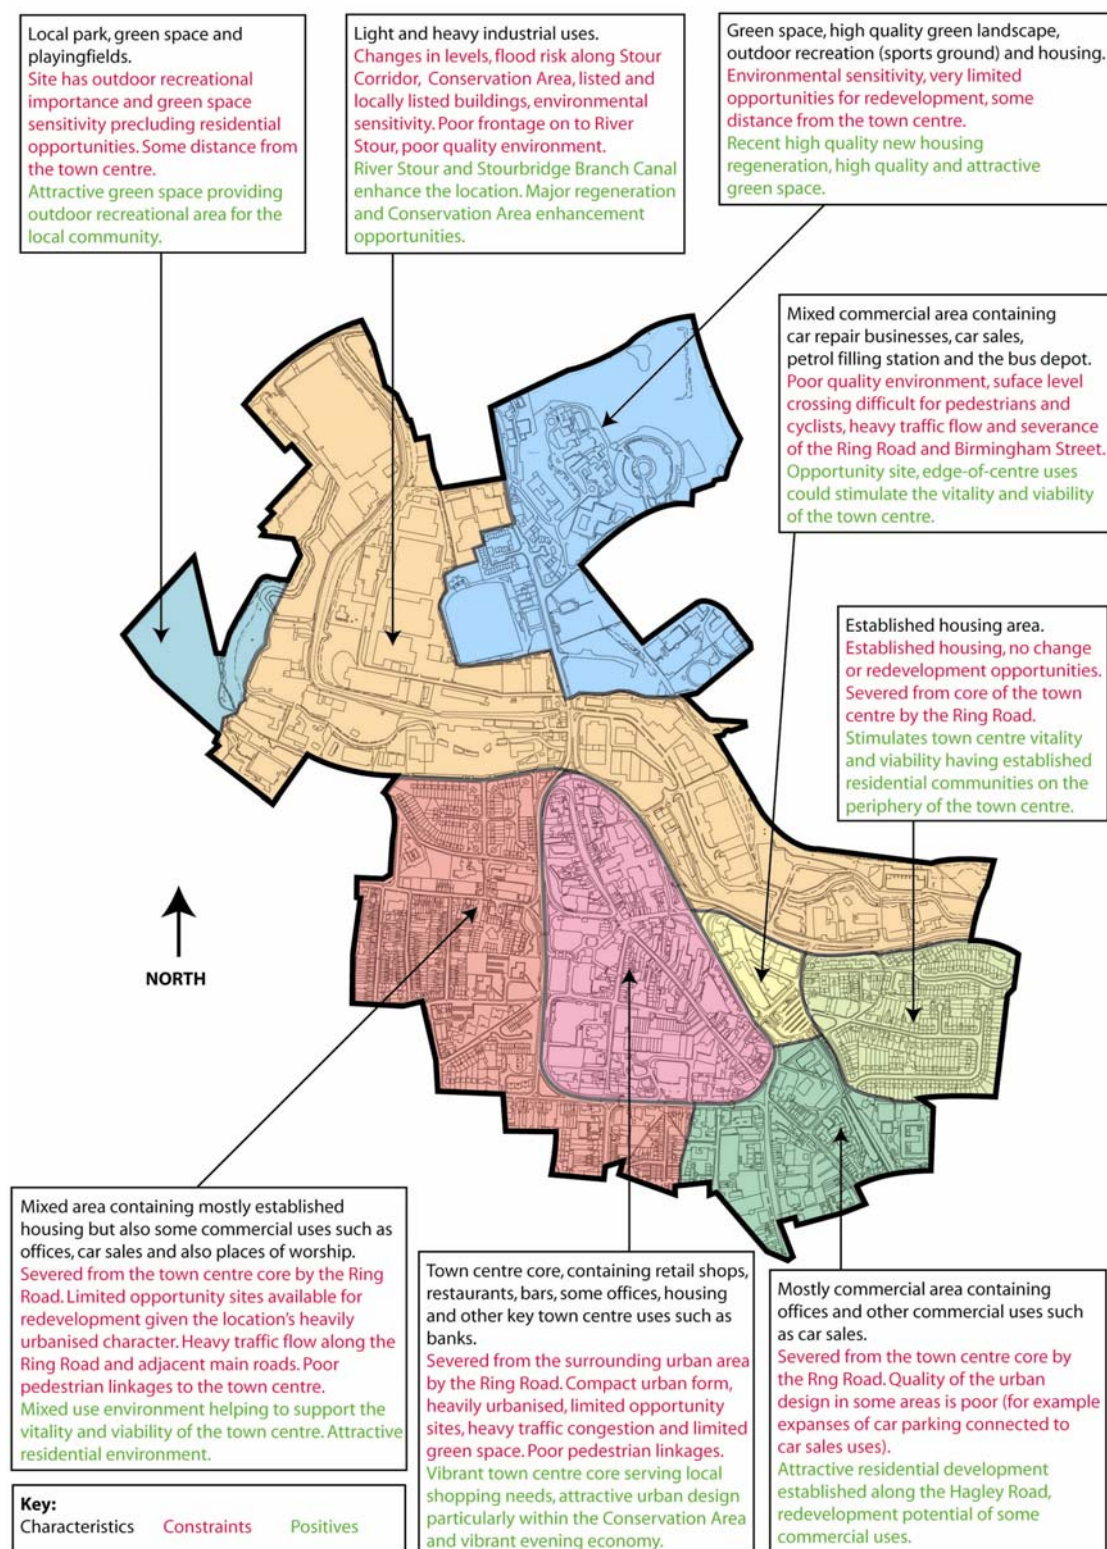 Local park, green space and
playingfields.
Site has outdoor recreational
importance and green space
sensitivity precluding residential
opportunities. Some distance from
the town centre.
Attractive green space providing
outdoor recreational area for the
local community.
Light and heavy industrial uses.
Changes in levels, flood risk along Stour
Corridor, Conservation Area, listed and
locally listed buildings, environmental
sensitivity. Poor frontage on to River
Stour, poor quality environment.
River Stour and Stourbridge Branch Canal
enhance the location. Major regeneration
and Conservation Area enhancement
opportunities.
Green space, high quality green landscape,
outdoor recreation (sports ground) and housing.
Environmental sensitivity, very limited
opportunities for redevelopment, some
distance from the town centre.
Recent high quality new housing
regeneration, high quality and attractive
green space.
Mixed commercial area containing
car repair businesses, car sales,
petrol filling station and the bus depot.
Poor quality environment, suface level
crossing difficult for pedestrians and
cyclists, heavy traffic flow and severance
of the Ring Road and Birmingham Street.
Opportunity site, edge-of-centre uses
could stimulate the vitality and viability
of the town centre.
Established housing area.
Established housing, no change
or redevelopment opportunities.
Severed from core of the town
centre by the Ring Road.
Stimulates town centre vitality
and viability having established
residential communities on the
periphery of the town centre.
NORTH
Mixed area containing mostly established
housing but also some commercial uses such as
offices, car sales and also places of worship.
Severed from the town centre core by the Ring
Road. Limited opportunity sites available for
redevelopment given the location's heavily
urbanised character. Heavy traffic flow along the
Ring Road and adjacent main roads. Poor
pedestrian linkages to the town centre.
Mixed use environment helping to support the
vitality and viability of the town centre. Attractive
residential environment.
Town centre core, containing retail shops,
restaurants, bars, some offices, housing
and other key town centre uses such as
banks.
Severed from the surrounding urban area
by the Ring Road. Compact urban form,
heavily urbanised, limited opportunity
sites, heavy traffic congestion and limited
green space. Poor pedestrian linkages.
Vibrant town centre core serving local
shopping needs, attractive urban design
particularly within the Conservation Area
and vibrant evening economy.
Mostly commercial area containing
offices and other commercial uses such
as car sales.
Severed from the town centre core by
the Rng Road. Quality of the urban
design in some areas is poor (for example
expanses of car parking connected to
car sales uses).
Attractive residential development
established along the Hagley Road,
redevelopment potential of some
commercial uses.
Key:
Characteristics Constraints Positives